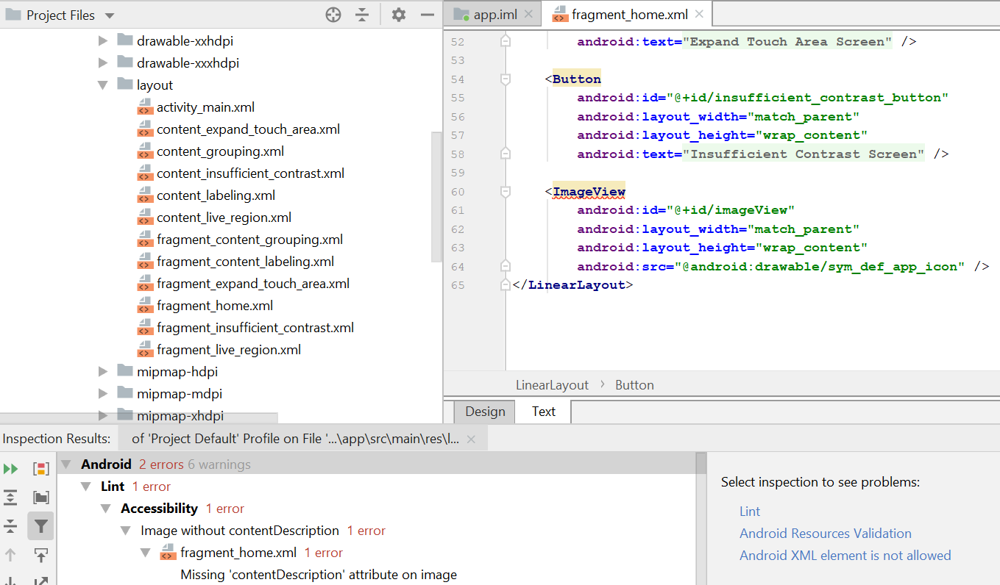 Project Files
drawable-xxhdpi
drawable-xxxhdpi
layout
activity_main.xml
content_expand_touch_area.xml
content_grouping.xml
content_insufficient_contrast.xml
content_labeling.xml
content_live_region.xml
fragment_content_grouping.xml
fragment_content_labeling.xml
fragment_expand_touch_area.xml
fragment_home.xml
fragment_insufficient_contrast.xml
fragment_live_region.xml
mipmap-hdpi
mipmap-mdpi
mipmap-xhdpi
app.iml
fragment_home.xml
52 android:text="Expand Touch Area Screen" />
53
54 <Button
55 android:id="@+id/insufficient_contrast_button"
56 android:layout_width="match_parent"
57 android:layout_height="wrap_content"
58 android:text="Insufficient Contrast Screen" />
59
60 <ImageView
61 android:id="@+id/imageView"
62 android:layout_width="match_parent"
63 android:layout_height="wrap_content"
64 android:src="@android:drawable/sym_def_app_icon" />
65 </LinearLayout>
LinearLayout › Button
Design Text
Inspection Results: of 'Project Default' Profile on File '...\app\src\main\res\l...
Android 2 errors 6 warnings
Lint 1 error
Accessibility 1 error
Image without contentDescription 1 error
fragment_home.xml 1 error
Missing 'contentDescription' attribute on image
Select inspection to see problems:
Lint
Android Resources Validation
Android XML element is not allowed